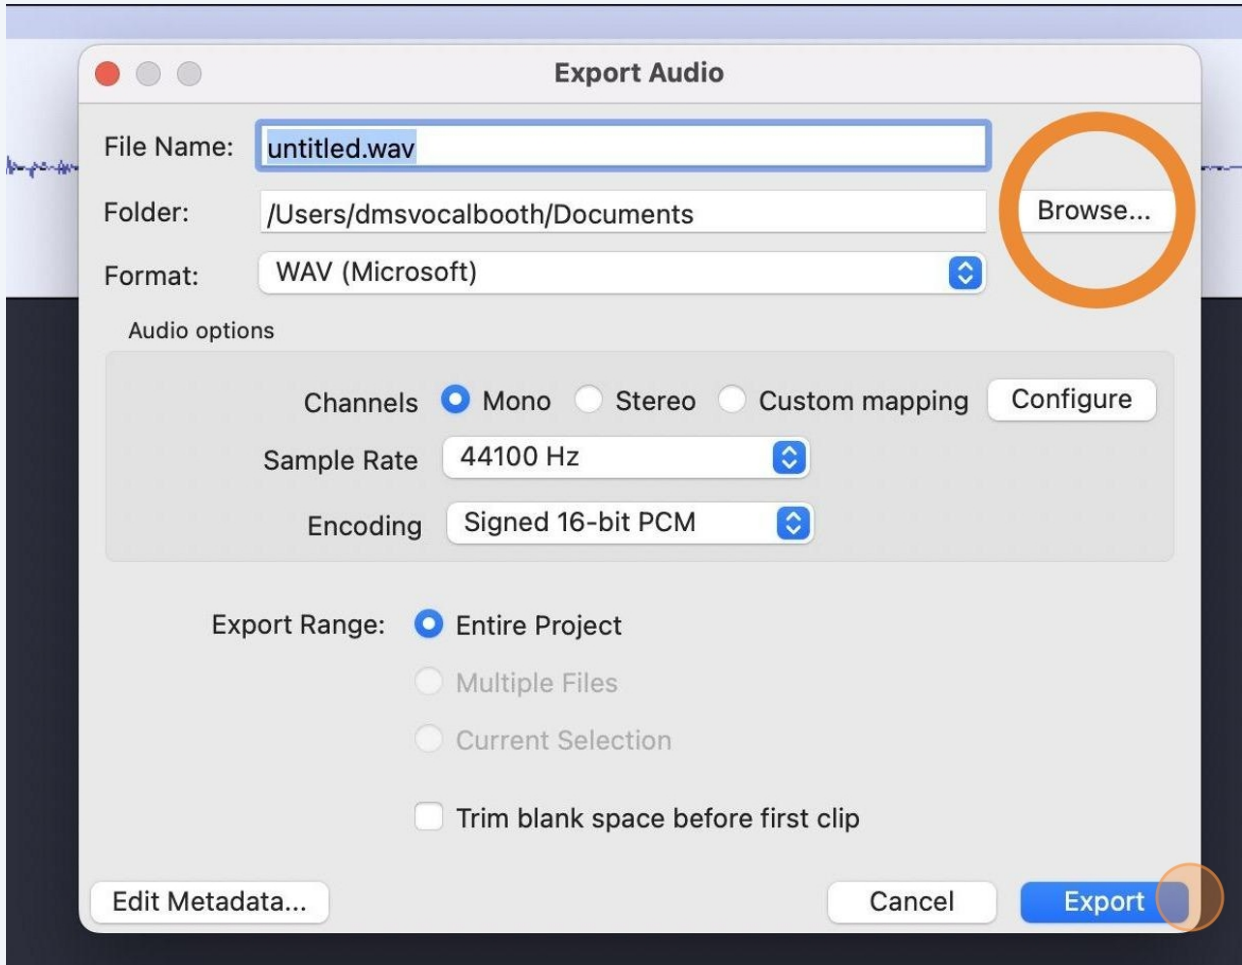 Export Audio
File Name: untitled.wav
Folder: /Users/dmsvocalbooth/Documents Browse...
Format: WAV (Microsoft)
Audio options
Channels Mono Stereo Custom mapping Configure
Sample Rate 44100 Hz
Encoding Signed 16-bit PCM
Export Range: Entire Project
Multiple Files
Current Selection
Trim blank space before first clip
Edit Metadata... Cancel Export